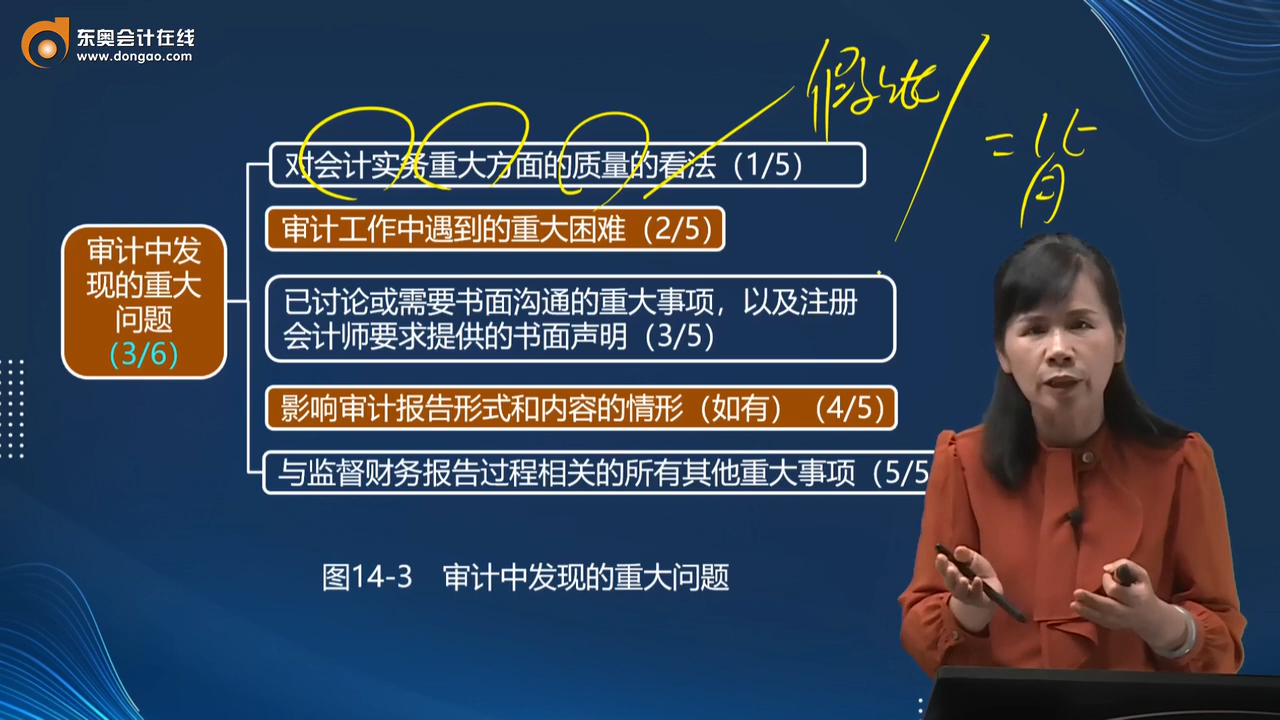 东奥会计在线
www.dongao.com
对会计实务重大方面的质量的看法（1/5）
审计工作中遇到的重大困难（2/5）
审计中发
现的重大
问题
（3/6）
已讨论或需要书面沟通的重大事项，以及注册
会计师要求提供的书面声明（3/5）
影响审计报告形式和内容的情形（如有）（4/5）
与监督财务报告过程相关的所有其他重大事项（5/5
图14-3 审计中发现的重大问题